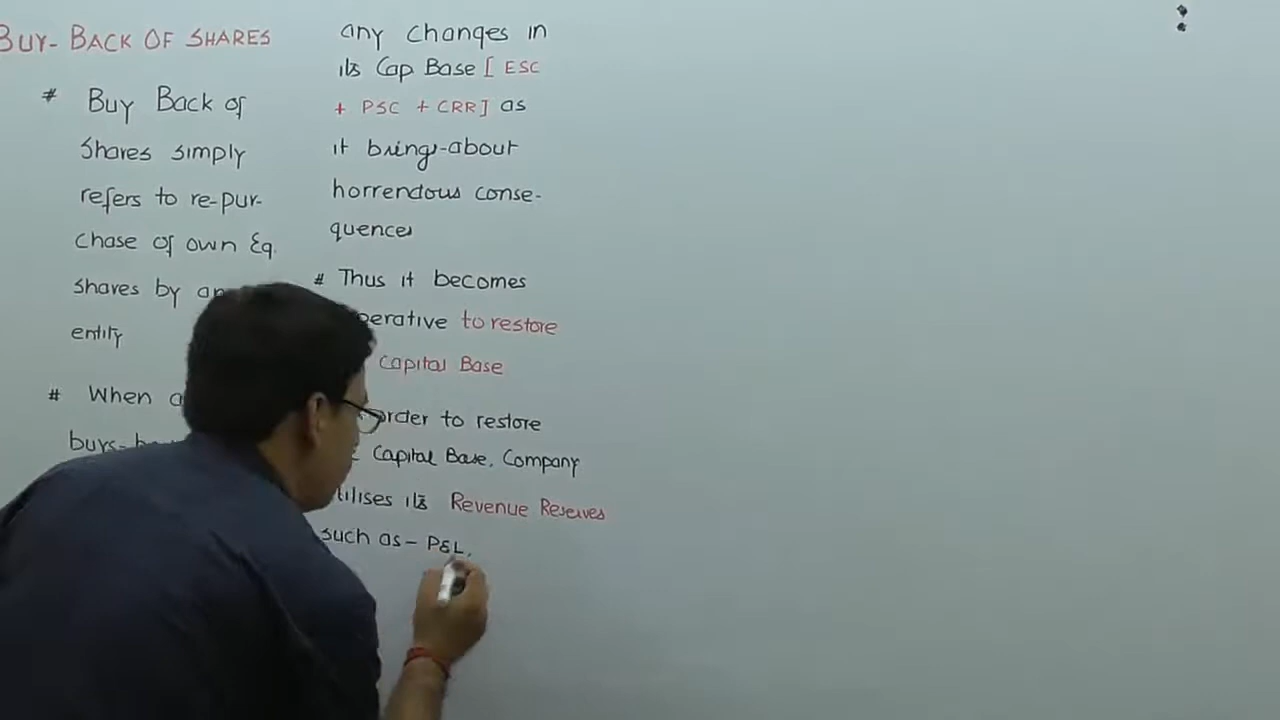 BUY- BACK OF SHARES
# Buy Back of
Shares simply
refers to re-pur-
chase of own Eq.
shares by an
entity
# When a
buys-
any changes in
its Cap Base [ ESC
+ PSC + CRR] as
it brings-about
horrendous conse-
quences
# Thus it becomes
perative to restore
Capital Base
order to restore
Capital Base, Company
tilises its Revenue Reserves
such as - P&L,